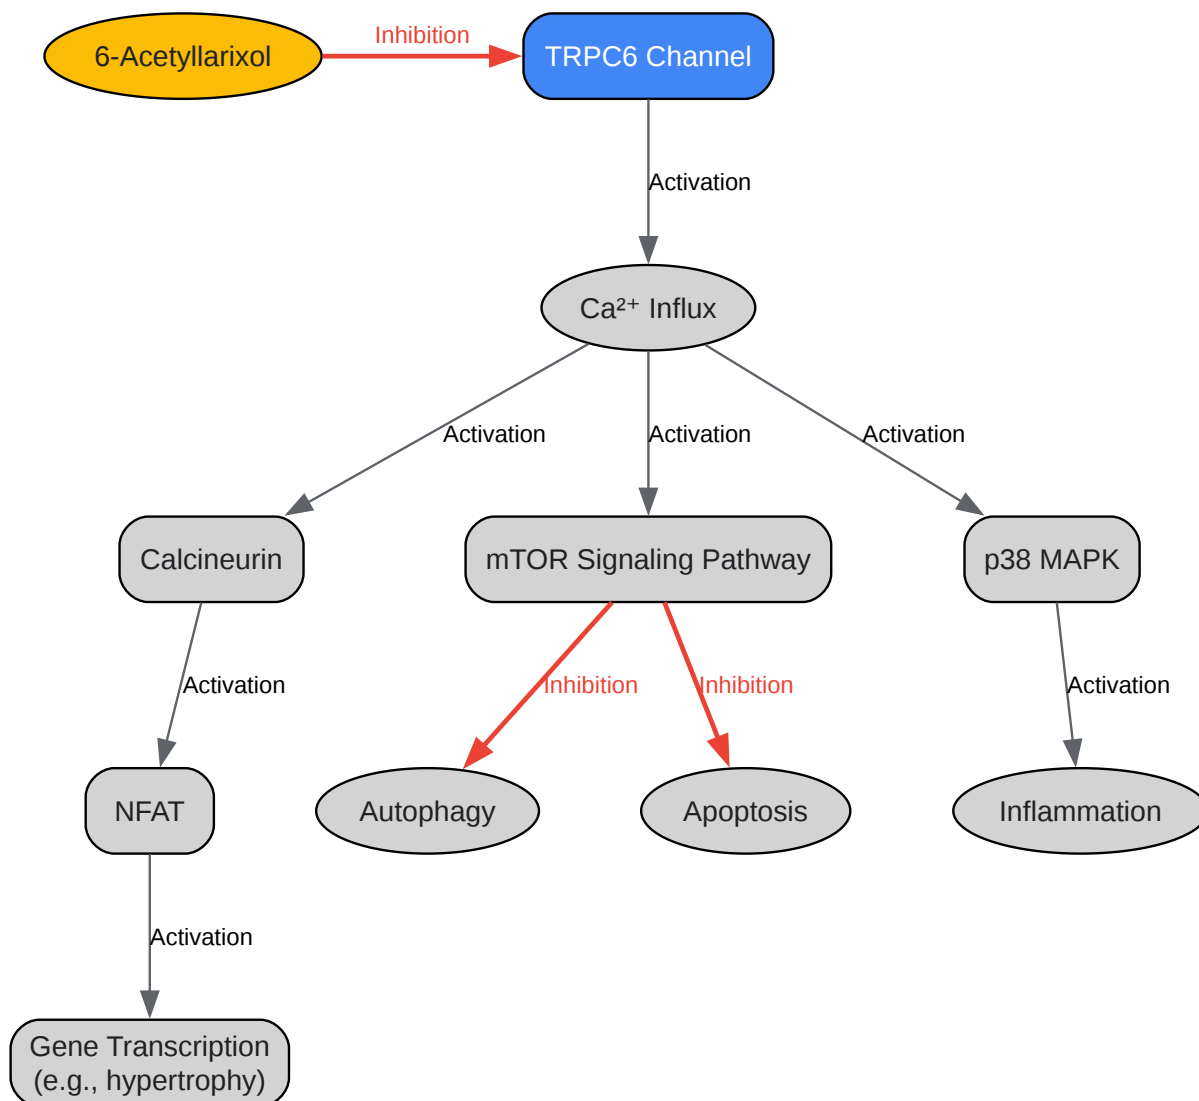 6-Acetyllarixol
Inhibition
TRPC6 Channel
Activation
Ca²⁺ Influx
Activation
Activation
Activation
Calcineurin
mTOR Signaling Pathway
p38 MAPK
Activation
Inhibition
Inhibition
Activation
NFAT
Autophagy
Apoptosis
Inflammation
Activation
Gene Transcription
(e.g., hypertrophy)